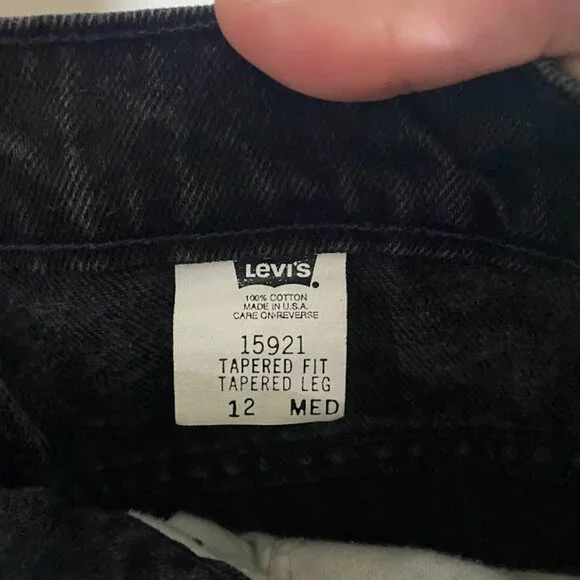 Levi's
100% COTTON
MADE IN U.S.A.
CARE ON REVERSE
15921
TAPERED FIT
TAPERED LEG
12 MED